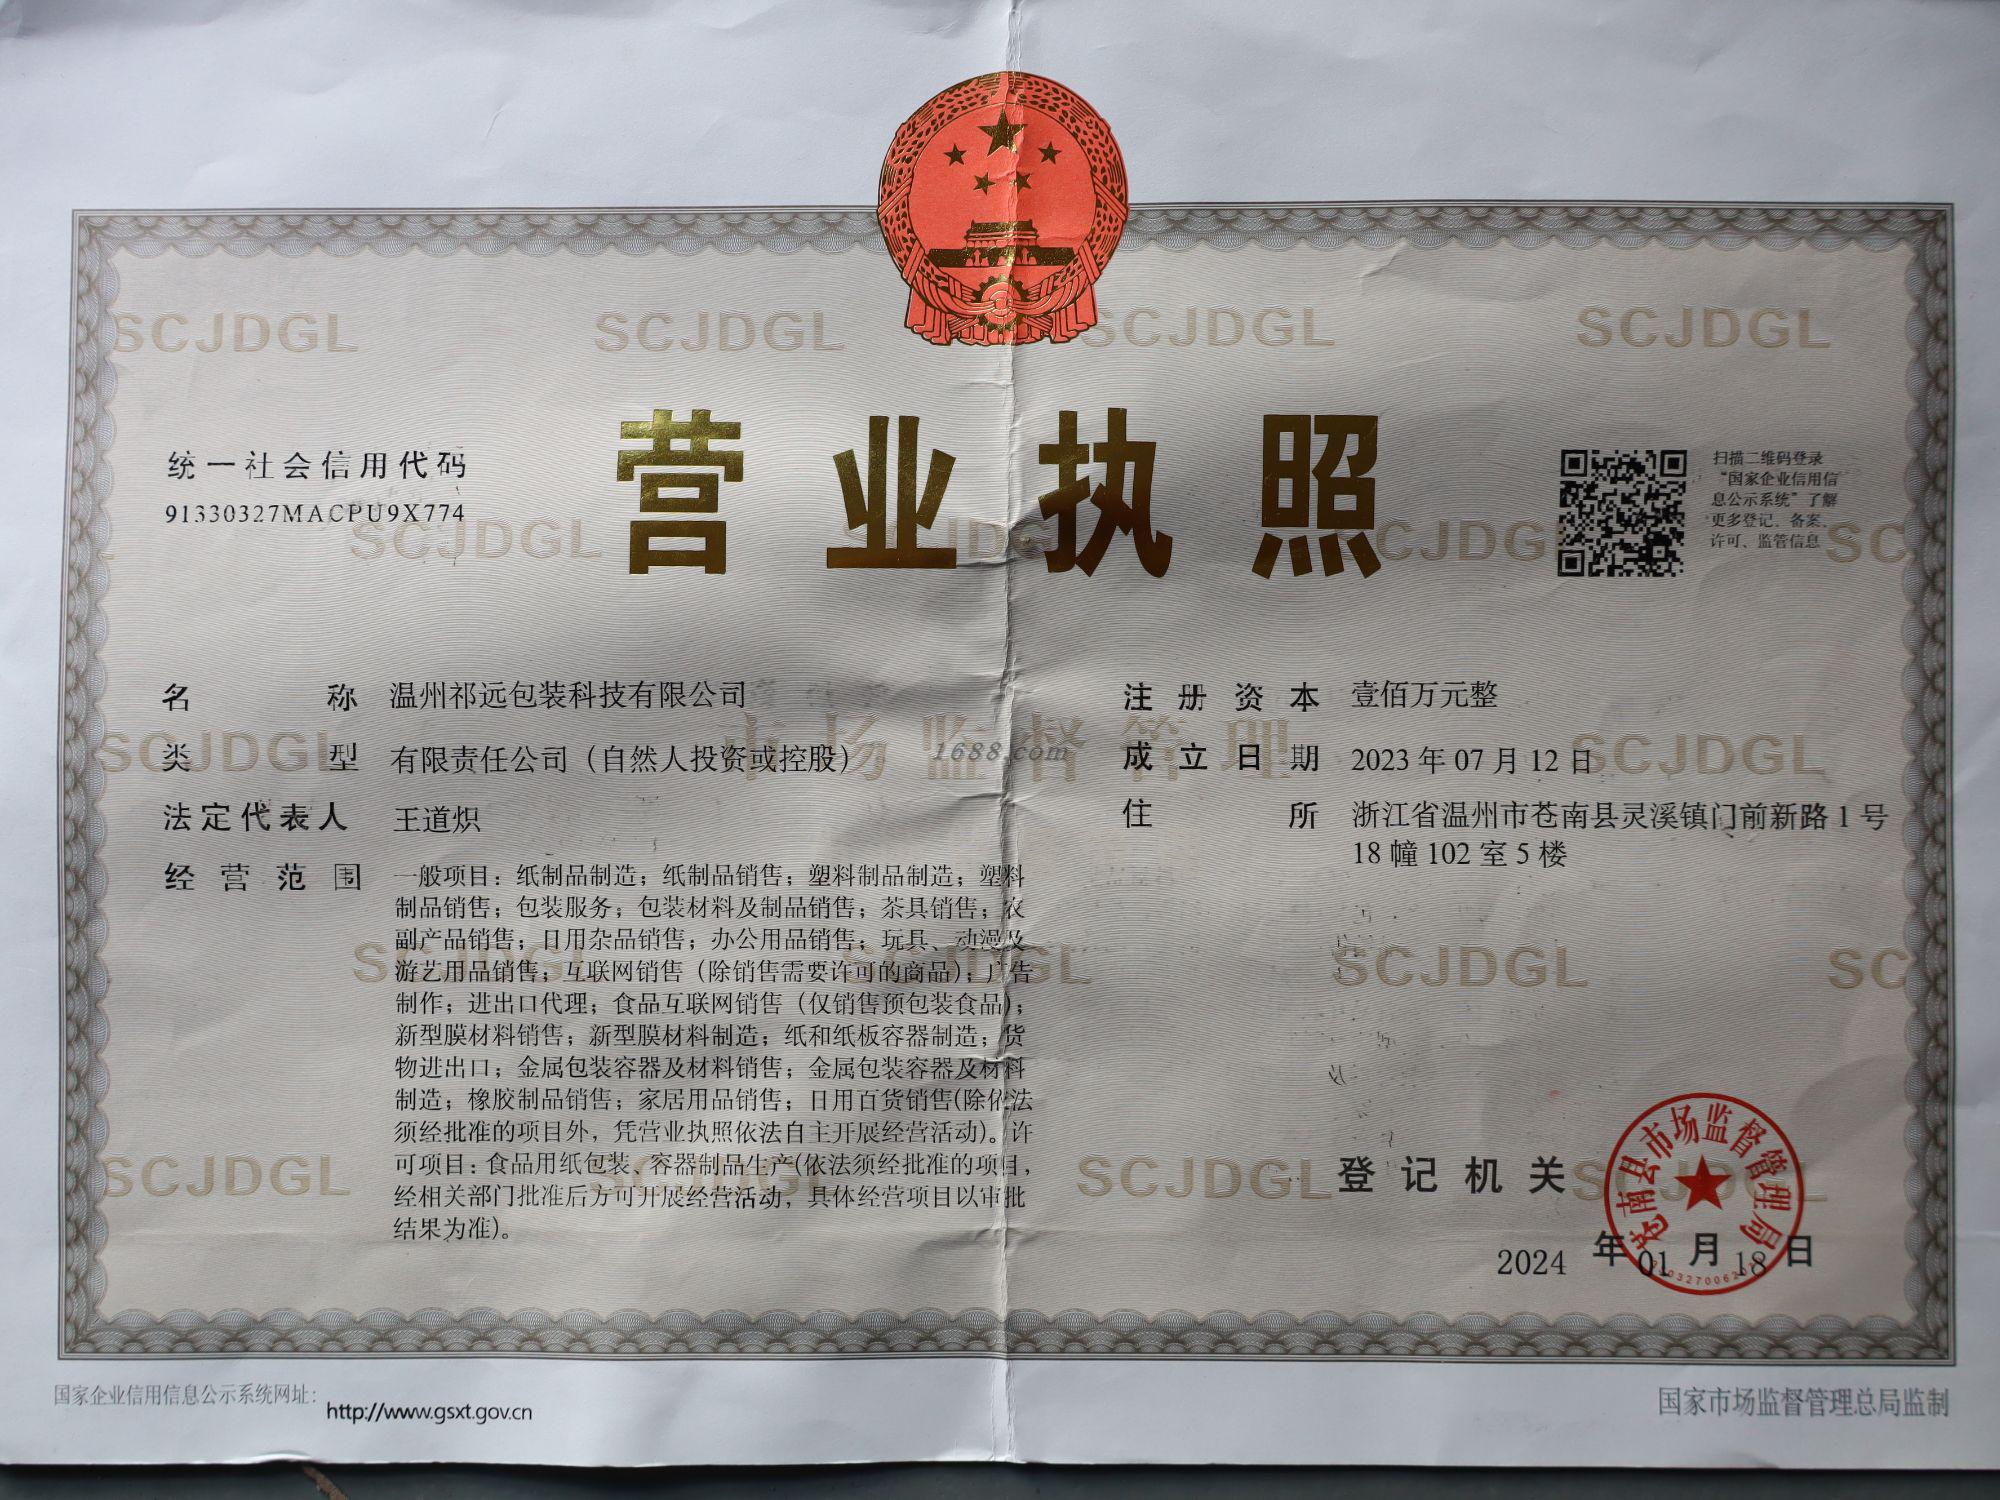 营业执照
统一社会信用代码
91330327MACPU9X774
扫描二维码登录
“国家企业信用信
息公示系统”了解
更多登记、备案、
许可、监管信息
名称 温州祁远包装科技有限公司
类型 有限责任公司（自然人投资或控股）
法定代表人 王道炽
经营范围 一般项目：纸制品制造；纸制品销售；塑料制品制造；塑料
制品销售；包装服务；包装材料及制品销售；茶具销售；农
副产品销售；日用杂品销售；办公用品销售；玩具、动漫及
游艺用品销售；互联网销售（除销售需要许可的商品）；广告
制作；进出口代理；食品互联网销售（仅销售预包装食品）；
新型膜材料销售；新型膜材料制造；纸和纸板容器制造；货
物进出口；金属包装容器及材料销售；金属包装容器及材料
制造；橡胶制品销售；家居用品销售；日用百货销售(除依法
须经批准的项目外，凭营业执照依法自主开展经营活动)。许
可项目：食品用纸包装、容器制品生产(依法须经批准的项目，
经相关部门批准后方可开展经营活动，具体经营项目以审批
结果为准)。
注册资本 壹佰万元整
成立日期 2023年07月12日
住所 浙江省温州市苍南县灵溪镇门前新路1号
18幢102室5楼
登记机关
苍南县市场监督管理局
2024年01月18日
国家企业信用信息公示系统网址：http://www.gsxt.gov.cn
国家市场监督管理总局监制
SCJDGL
市场监督管理
1688.com